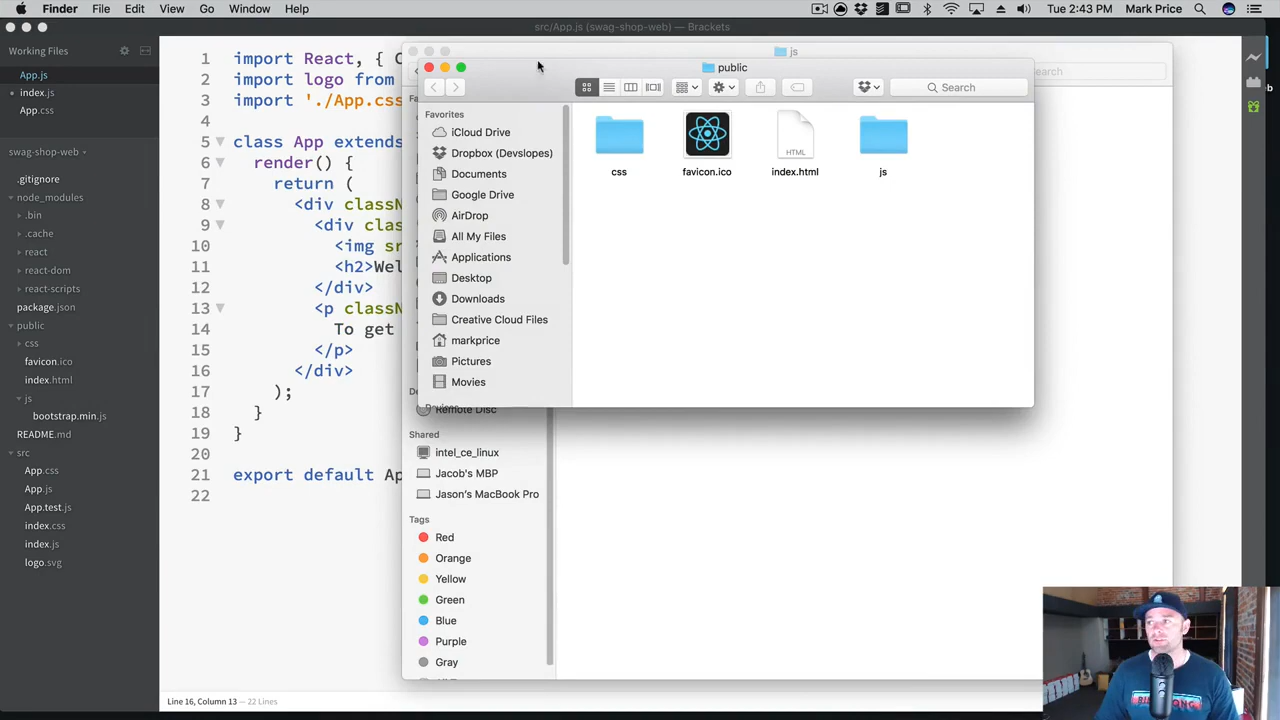 Finder File Edit View Go Window Help
Tue 2:43 PM Mark Price
src/App.js (swag-shop-web) — Brackets
Working Files
App.js
index.js
App.css
swag-shop-web
.gitignore
node_modules
.bin
.cache
react
react-dom
react-scripts
package.json
public
css
favicon.ico
index.html
js
bootstrap.min.js
README.md
src
App.css
App.js
App.test.js
index.css
index.js
logo.svg
1 import React, { C
2 import logo from
3 import './App.css
4
5 class App extends
6 render() {
7 return (
8 <div classN
9 <div clas
10 <img sr
11 <h2>Wel
12 </div>
13 <p classN
14 To get
15 </p>
16 </div>
17 );
18 }
19 }
20
21 export default Ap
22
Line 16, Column 13 — 22 Lines
js
earch
public
Search
Favorites
iCloud Drive
Dropbox (Devslopes)
Documents
Google Drive
AirDrop
All My Files
Applications
Desktop
Downloads
Creative Cloud Files
markprice
Pictures
Movies
Devices
css
favicon.ico
HTML
index.html
js
Remote Disc
Shared
intel_ce_linux
Jacob's MBP
Jason's MacBook Pro
Tags
Red
Orange
Yellow
Green
Blue
Purple
Gray